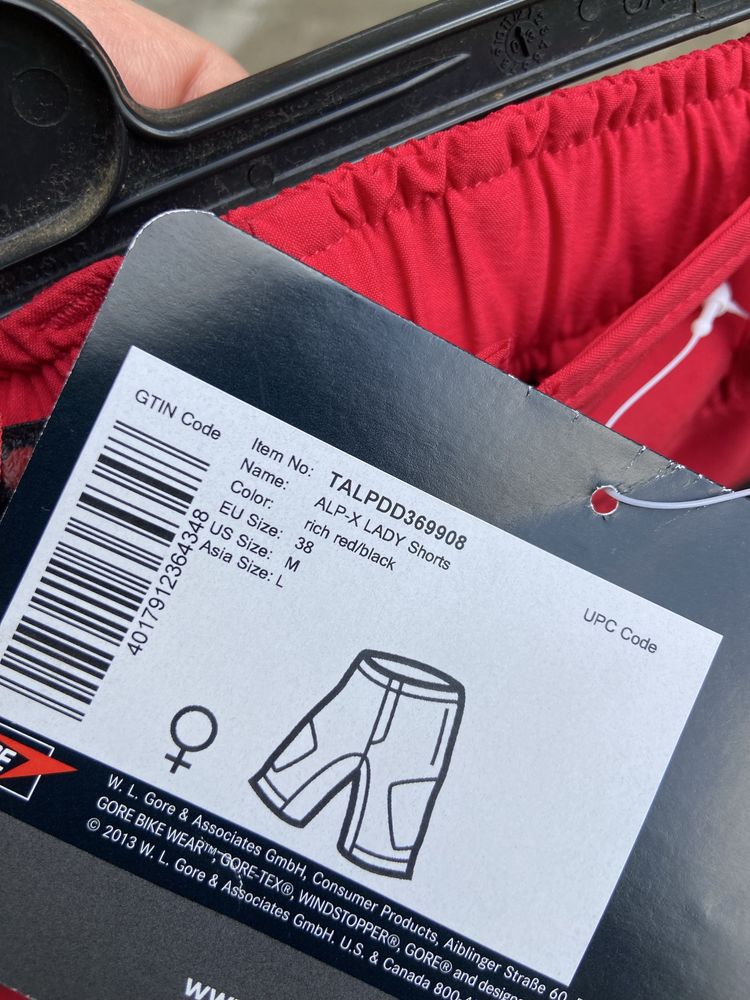 GTIN Code
4017912364348
Item No: TALPDD369908
Name: ALP-X LADY Shorts
Color: rich red/black
EU Size: 38
US Size: M
Asia Size: L
UPC Code
W. L. Gore & Associates GmbH, Consumer Products, Aiblinger Straße 60,
GORE BIKE WEAR™, GORE-TEX®, WINDSTOPPER®, GORE® and
© 2013 W. L. Gore & Associates GmbH. U.S. & Canada 800-